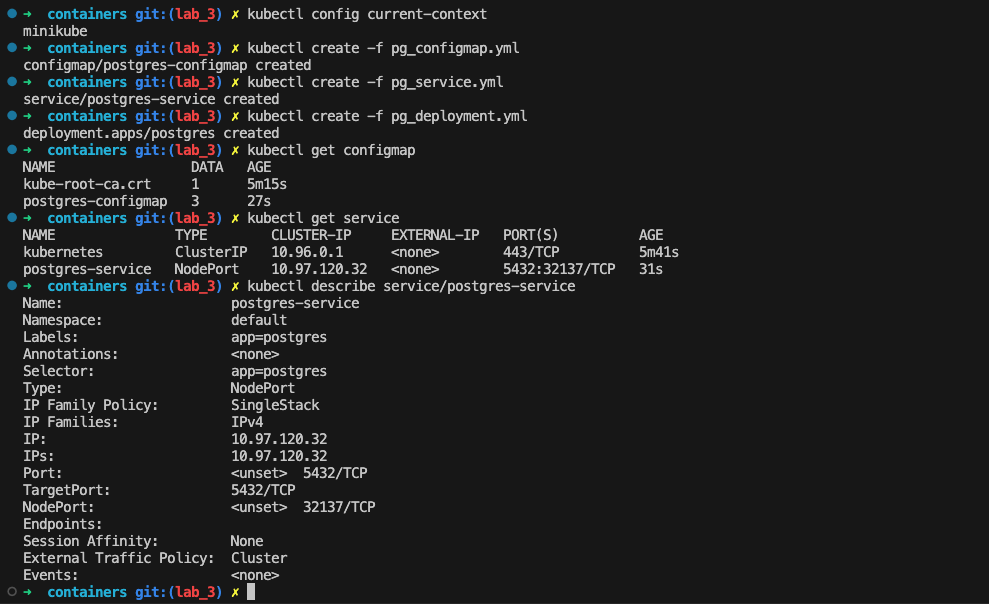 ➜ containers git:(lab_3) ✗ kubectl config current-context
minikube
➜ containers git:(lab_3) ✗ kubectl create -f pg_configmap.yml
configmap/postgres-configmap created
➜ containers git:(lab_3) ✗ kubectl create -f pg_service.yml
service/postgres-service created
➜ containers git:(lab_3) ✗ kubectl create -f pg_deployment.yml
deployment.apps/postgres created
➜ containers git:(lab_3) ✗ kubectl get configmap
NAME DATA AGE
kube-root-ca.crt 1 5m15s
postgres-configmap 3 27s
➜ containers git:(lab_3) ✗ kubectl get service
NAME TYPE CLUSTER-IP EXTERNAL-IP PORT(S) AGE
kubernetes ClusterIP 10.96.0.1 <none> 443/TCP 5m41s
postgres-service NodePort 10.97.120.32 <none> 5432:32137/TCP 31s
➜ containers git:(lab_3) ✗ kubectl describe service/postgres-service
Name: postgres-service
Namespace: default
Labels: app=postgres
Annotations: <none>
Selector: app=postgres
Type: NodePort
IP Family Policy: SingleStack
IP Families: IPv4
IP: 10.97.120.32
IPs: 10.97.120.32
Port: <unset> 5432/TCP
TargetPort: 5432/TCP
NodePort: <unset> 32137/TCP
Endpoints:
Session Affinity: None
External Traffic Policy: Cluster
Events: <none>
➜ containers git:(lab_3) ✗